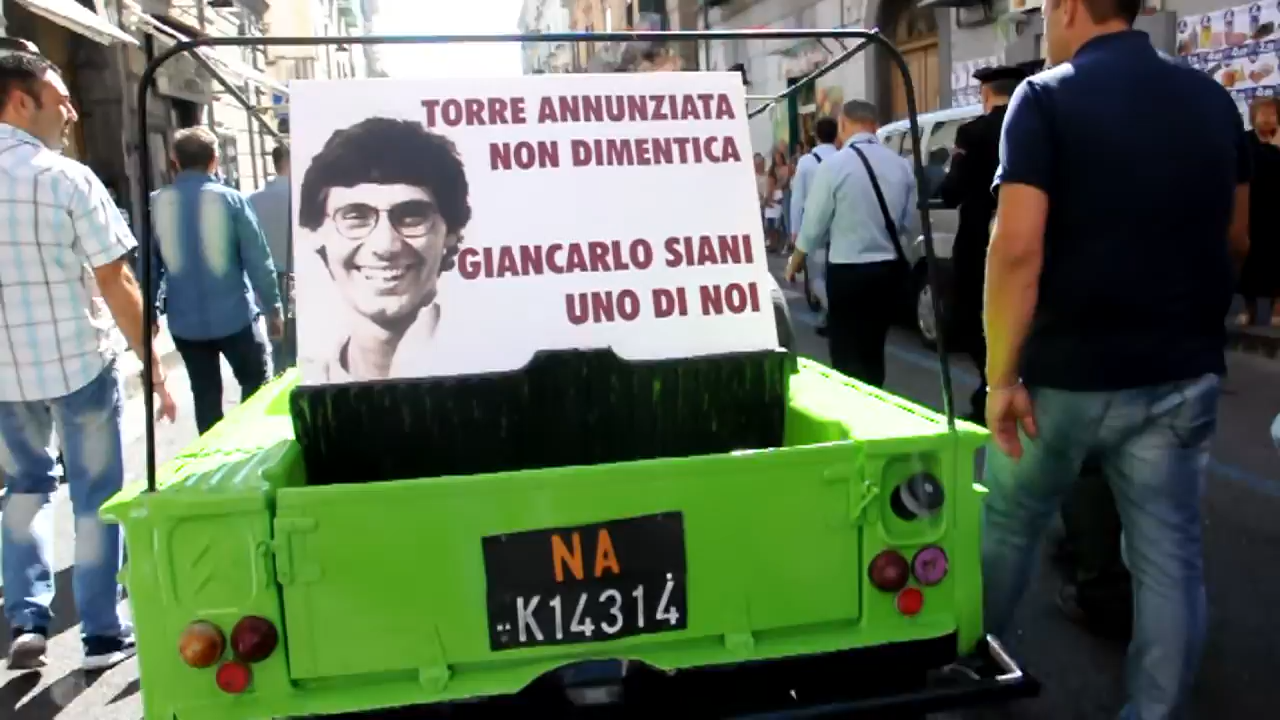 TORRE ANNUNZIATA
NON DIMENTICA
GIANCARLO SIANI
UNO DI NOI
NA
K14314